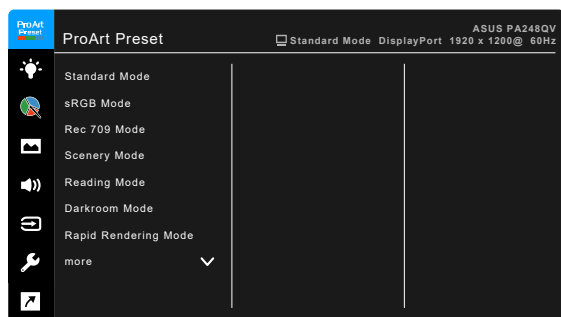 ProArt
Preset
ProArt Preset
ASUS PA248QV
Standard Mode DisplayPort 1920 x 1200@ 60Hz
Standard Mode
sRGB Mode
Rec 709 Mode
Scenery Mode
Reading Mode
Darkroom Mode
Rapid Rendering Mode
more